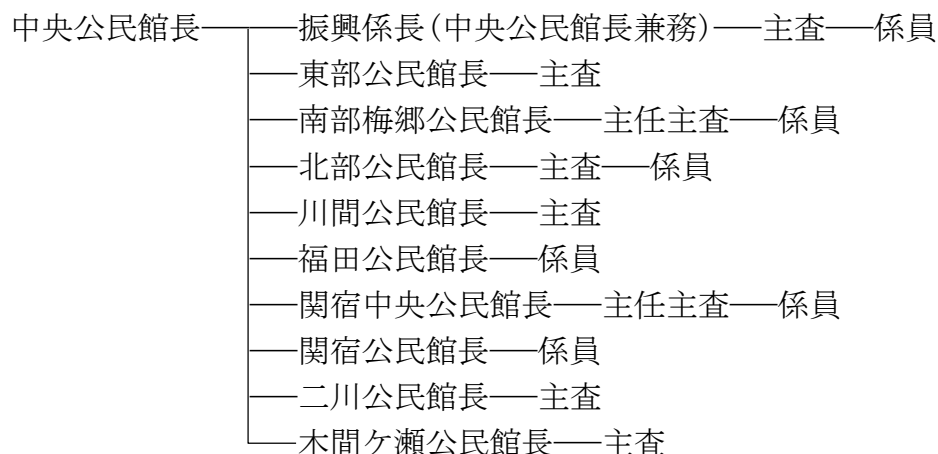 中央公民館長──振興係長(中央公民館長兼務)──主査──係員
東部公民館長──主査
南部梅郷公民館長──主任主査──係員
北部公民館長──主査──係員
川間公民館長──主査
福田公民館長──係員
関宿中央公民館長──主任主査──係員
関宿公民館長──係員
二川公民館長──主査
木間ケ瀬公民館長──主査